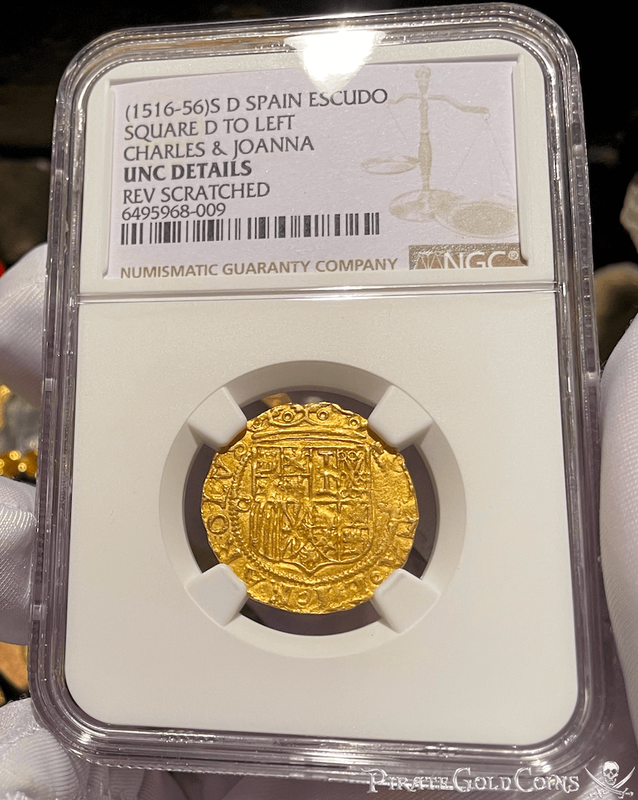 (1516-56)S D SPAIN ESCUDO
SQUARE D TO LEFT
CHARLES & JOANNA
UNC DETAILS
REV SCRATCHED
6495968-009
NUMISMATIC GUARANTY COMPANY
NGC®
PIRATEGOLDCOINS